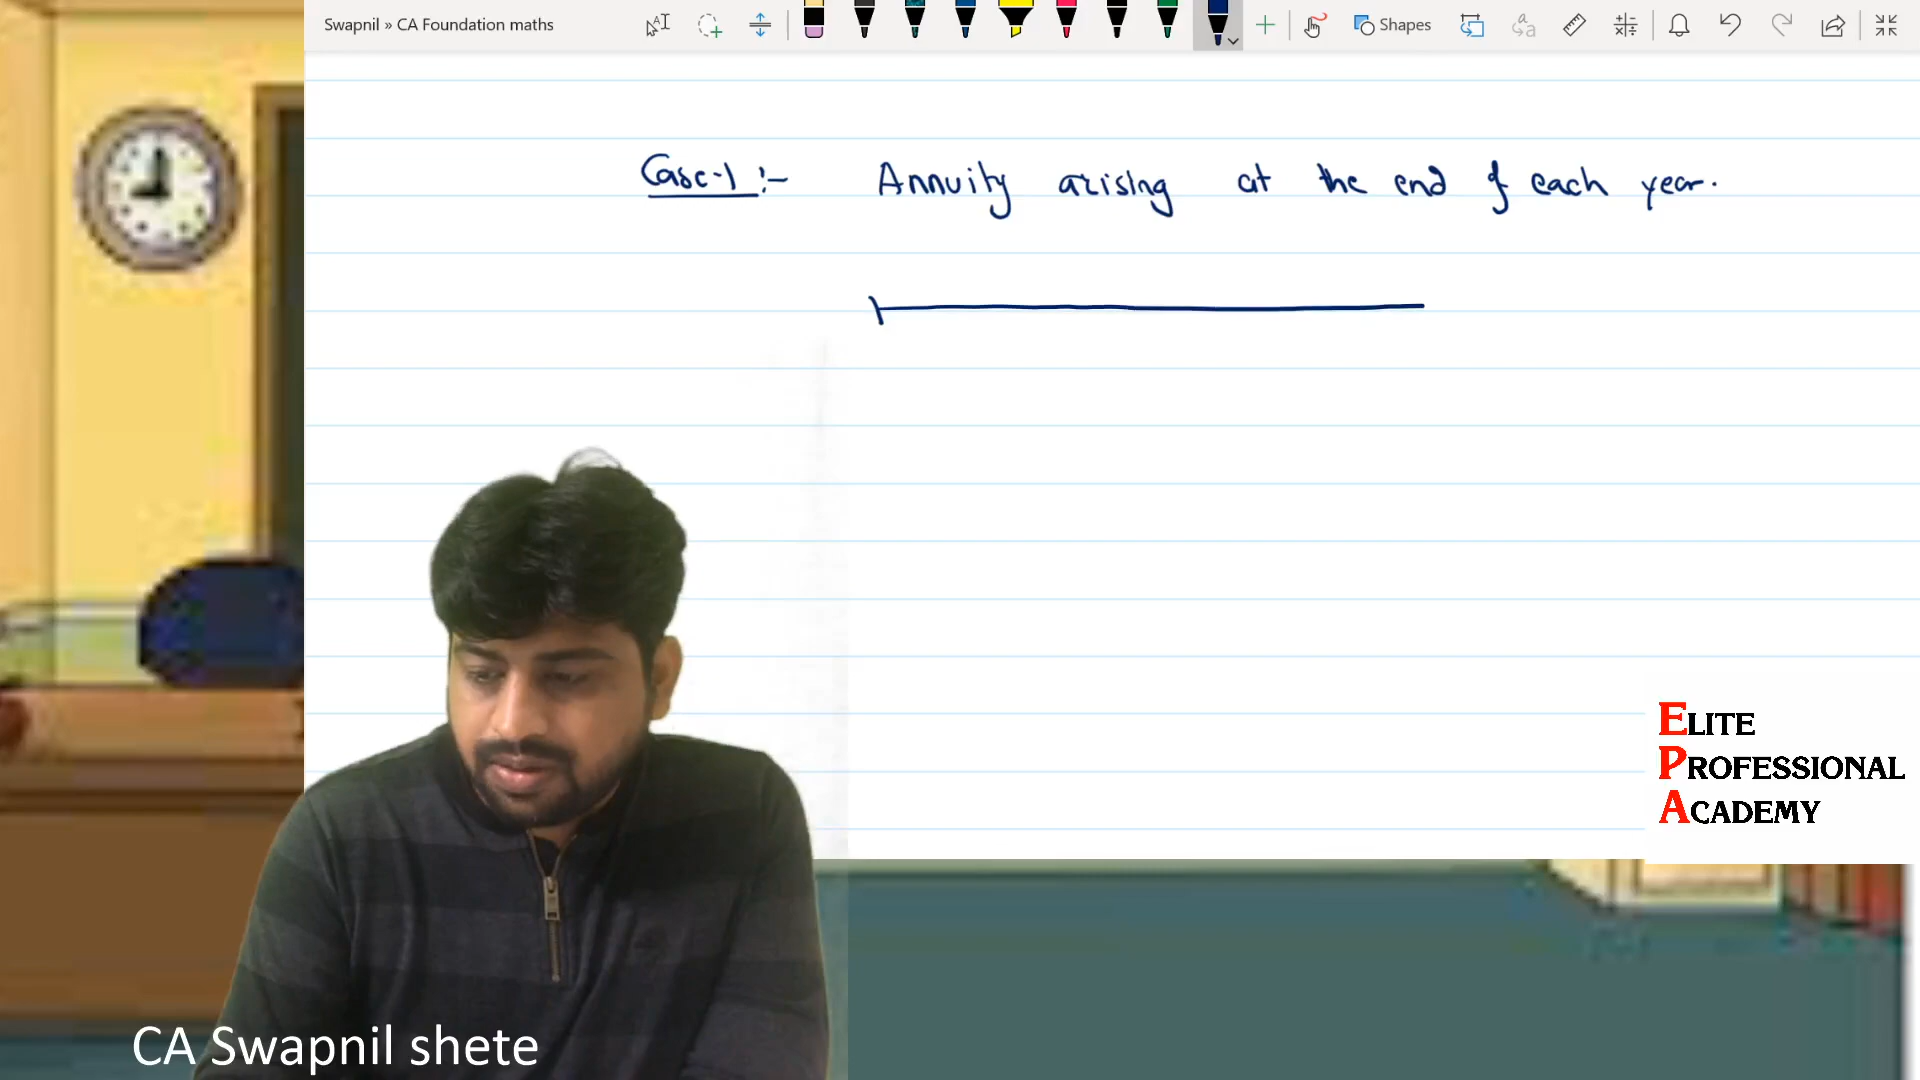 Swapnil » CA Foundation maths
Shapes
Case-1 :- Annuity arising at the end of each year.
ELITE
PROFESSIONAL
ACADEMY
CA Swapnil shete